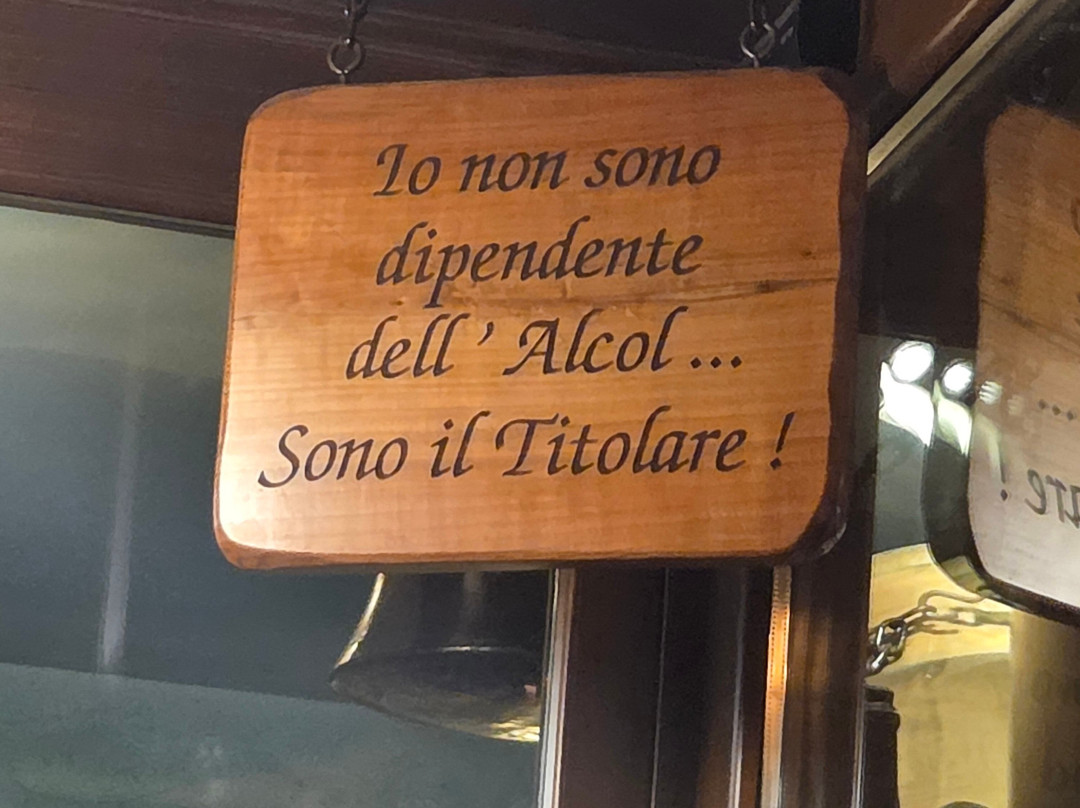 Io non sono
dipendente
dell' Alcol...
Sono il Titolare !